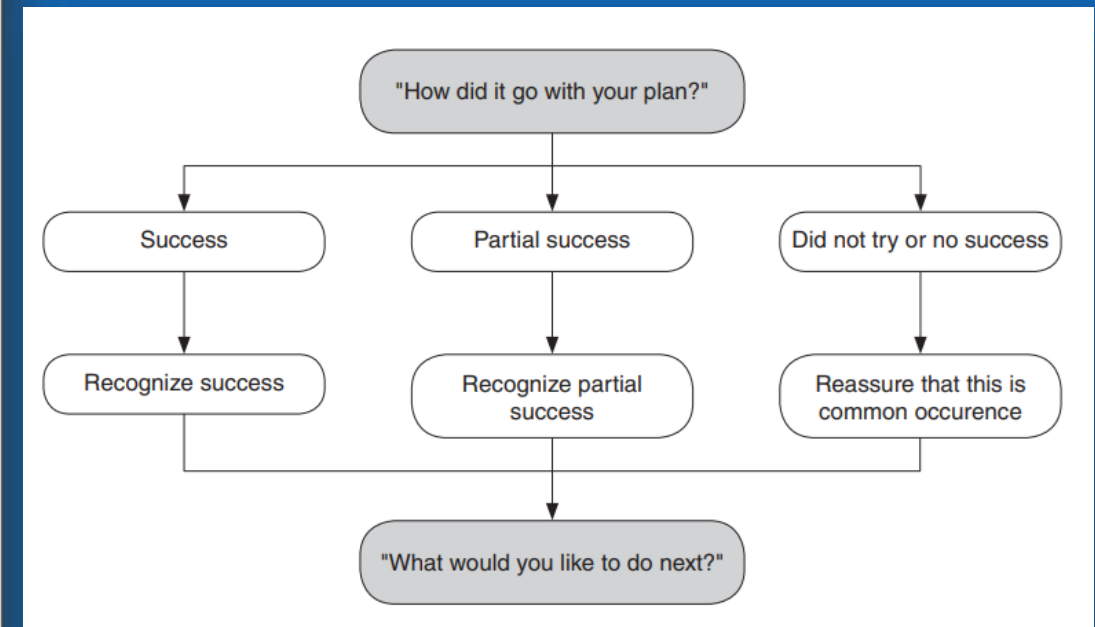 "How did it go with your plan?"
Success
Partial success
Did not try or no success
Recognize success
Recognize partial
success
Reassure that this is
common occurence
"What would you like to do next?"